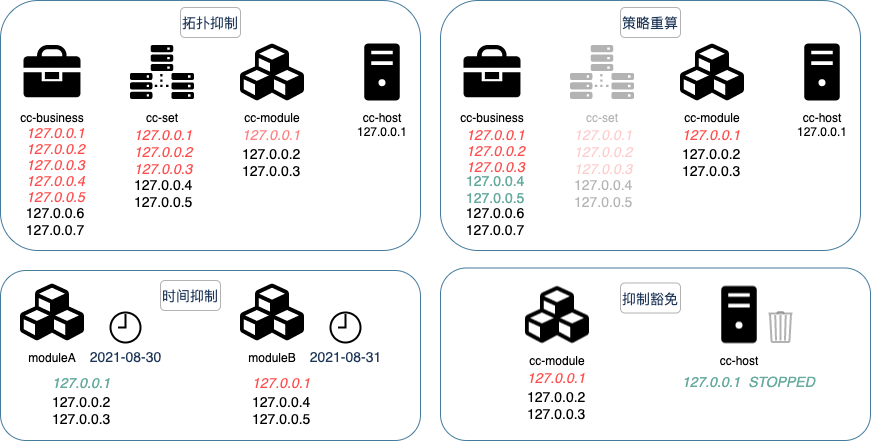 拓扑抑制
cc-business
127.0.0.1
127.0.0.2
127.0.0.3
127.0.0.4
127.0.0.5
127.0.0.6
127.0.0.7
cc-set
127.0.0.1
127.0.0.2
127.0.0.3
127.0.0.4
127.0.0.5
cc-module
127.0.0.1
127.0.0.2
127.0.0.3
cc-host
127.0.0.1
策略重算
cc-business
127.0.0.1
127.0.0.2
127.0.0.3
127.0.0.4
127.0.0.5
127.0.0.6
127.0.0.7
cc-set
127.0.0.1
127.0.0.2
127.0.0.3
127.0.0.4
127.0.0.5
cc-module
127.0.0.1
127.0.0.2
127.0.0.3
cc-host
127.0.0.1
时间抑制
moduleA
2021-08-30
127.0.0.1
127.0.0.2
127.0.0.3
moduleB
2021-08-31
127.0.0.1
127.0.0.4
127.0.0.5
抑制豁免
cc-module
127.0.0.1
127.0.0.2
127.0.0.3
cc-host
127.0.0.1 STOPPED